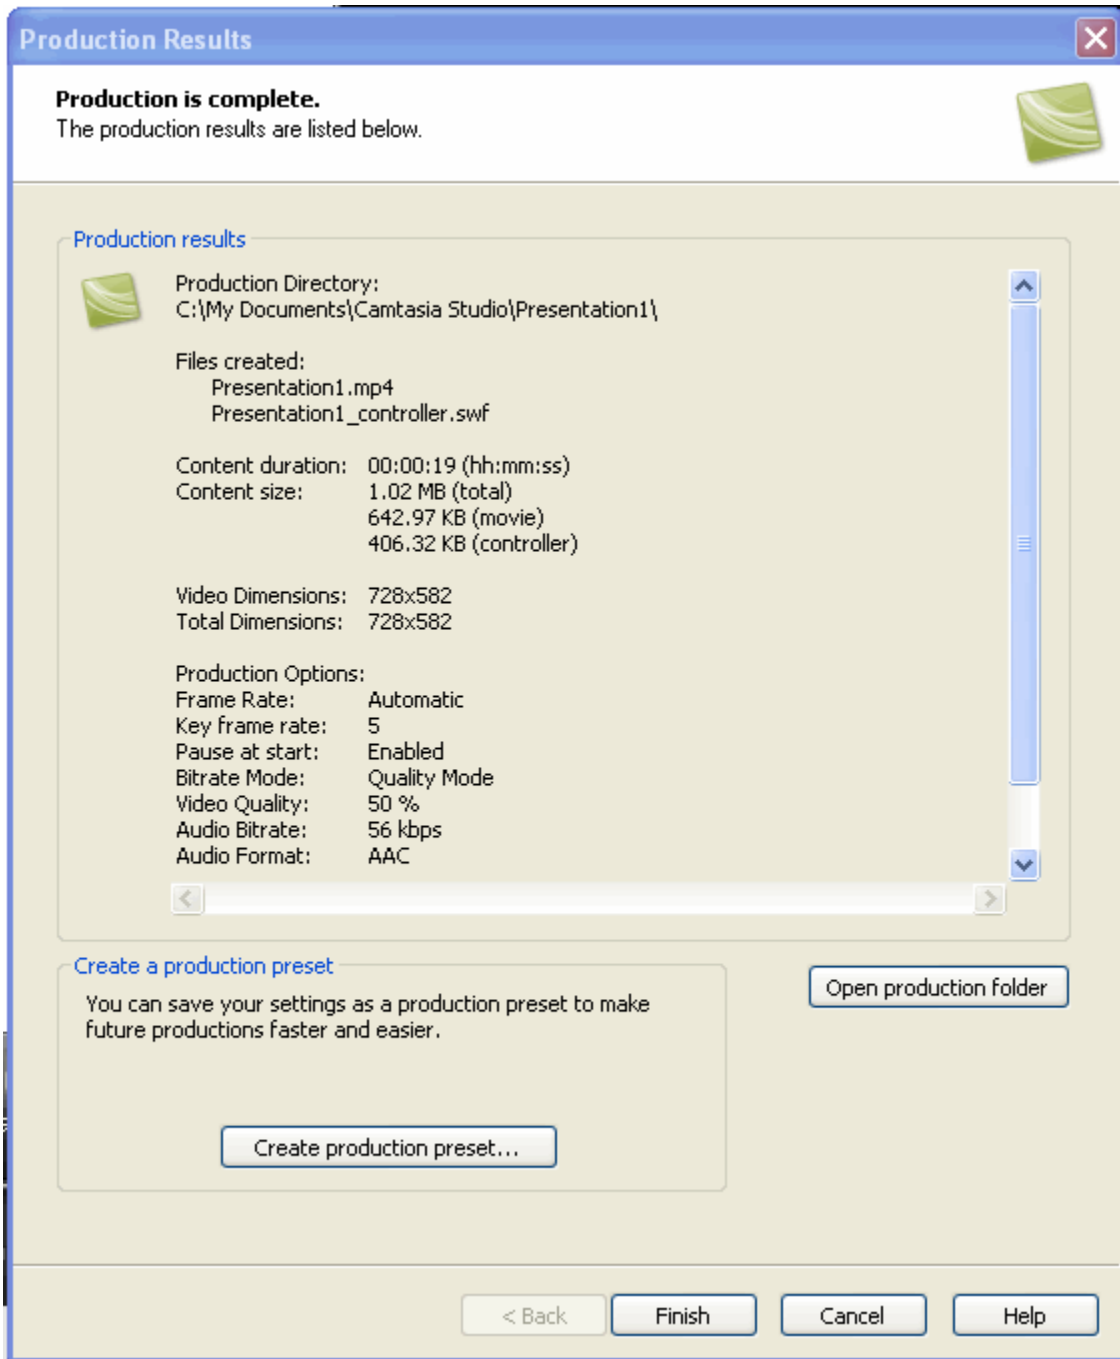 Production Results
Production is complete.
The production results are listed below.
Production results
Production Directory:
C:\My Documents\Camtasia Studio\Presentation1\
Files created:
Presentation1.mp4
Presentation1_controller.swf
Content duration: 00:00:19 (hh:mm:ss)
Content size: 1.02 MB (total)
642.97 KB (movie)
406.32 KB (controller)
Video Dimensions: 728x582
Total Dimensions: 728x582
Production Options:
Frame Rate: Automatic
Key frame rate: 5
Pause at start: Enabled
Bitrate Mode: Quality Mode
Video Quality: 50 %
Audio Bitrate: 56 kbps
Audio Format: AAC
Create a production preset
You can save your settings as a production preset to make
future productions faster and easier.
Create production preset...
Open production folder
< Back Finish Cancel Help